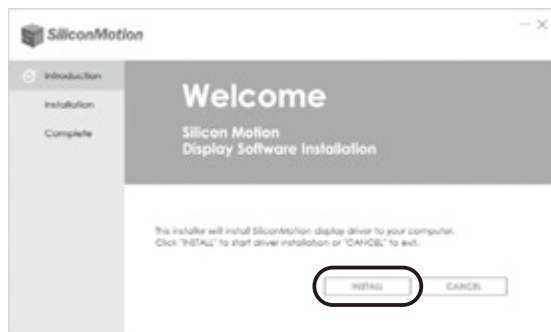 SiliconMotion
Introduction
Installation
Complete
Welcome
Silicon Motion
Display Software Installation
This installer will install SiliconMotion display driver to your computer.
Click "INSTALL" to start driver installation or "CANCEL" to exit.
INSTALL
CANCEL